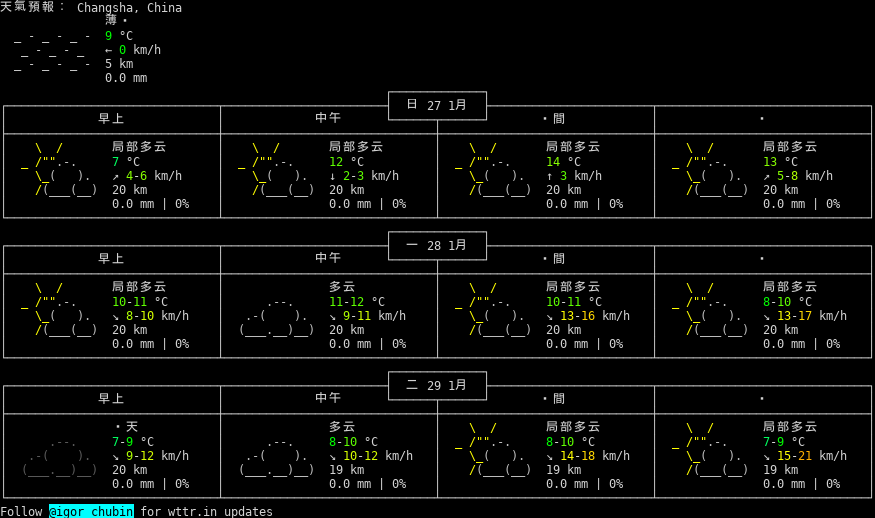 天氣預報： Changsha, China
薄・
9 °C
← 0 km/h
5 km
0.0 mm
日 27 1月
早上 中午 ・間 ・
局部多云 局部多云 局部多云 局部多云
7 °C 12 °C 14 °C 13 °C
↗ 4-6 km/h ↓ 2-3 km/h ↑ 3 km/h ↗ 5-8 km/h
20 km 20 km 20 km 20 km
0.0 mm | 0% 0.0 mm | 0% 0.0 mm | 0% 0.0 mm | 0%
一 28 1月
早上 中午 ・間 ・
局部多云 多云 局部多云 局部多云
10-11 °C 11-12 °C 10-11 °C 8-10 °C
↘ 8-10 km/h ↘ 9-11 km/h ↘ 13-16 km/h ↘ 13-17 km/h
20 km 20 km 20 km 20 km
0.0 mm | 0% 0.0 mm | 0% 0.0 mm | 0% 0.0 mm | 0%
二 29 1月
早上 中午 ・間 ・
・天 多云 局部多云 局部多云
7-9 °C 8-10 °C 8-10 °C 7-9 °C
↘ 9-12 km/h ↘ 10-12 km/h ↘ 14-18 km/h ↘ 15-21 km/h
20 km 19 km 19 km 19 km
0.0 mm | 0% 0.0 mm | 0% 0.0 mm | 0% 0.0 mm | 0%
Follow @igor_chubin for wttr.in updates